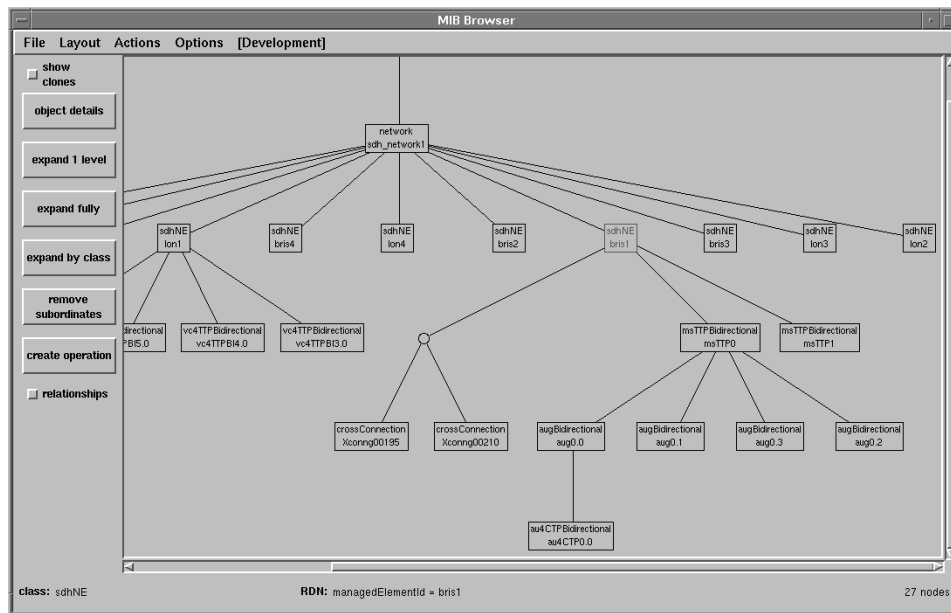 MIB Browser
File Layout Actions Options [Development]
show
clones
object details
expand 1 level
expand fully
expand by class
remove
subordinates
create operation
relationships
network
sdh_network1
sdhNE
lon1
sdhNE
bris4
sdhNE
lon4
sdhNE
bris2
sdhNE
bris1
sdhNE
bris3
sdhNE
lon3
sdhNE
lon2
directional
PBI5.0
vc4TTPBidirectional
vc4TTPBI4.0
vc4TTPBidirectional
vc4TTPBI3.0
msTTPBidirectional
msTTP0
msTTPBidirectional
msTTP1
crossConnection
Xconng00195
crossConnection
Xconng00210
augBidirectional
aug0.0
augBidirectional
aug0.1
augBidirectional
aug0.3
augBidirectional
aug0.2
au4CTPBidirectional
au4CTP0.0
class: sdhNE RDN: managedElementId = bris1 27 nodes